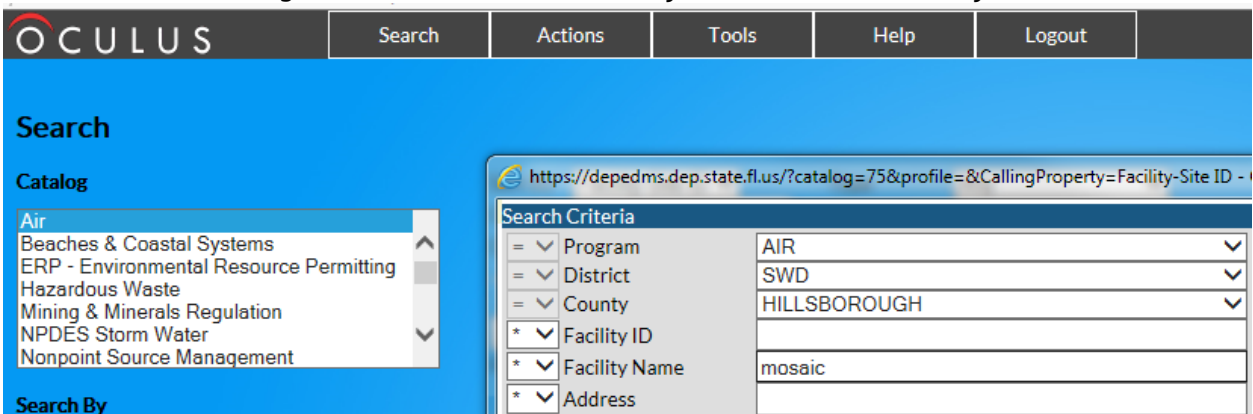 OCULUS Search Actions Tools Help Logout
Search
Catalog
Air
Beaches & Coastal Systems
ERP - Environmental Resource Permitting
Hazardous Waste
Mining & Minerals Regulation
NPDES Storm Water
Nonpoint Source Management
Search By
https://depedms.dep.state.fl.us/?catalog=75&profile=&CallingProperty=Facility-Site ID -
Search Criteria
= Program AIR
= District SWD
= County HILLSBOROUGH
* Facility ID
* Facility Name mosaic
* Address